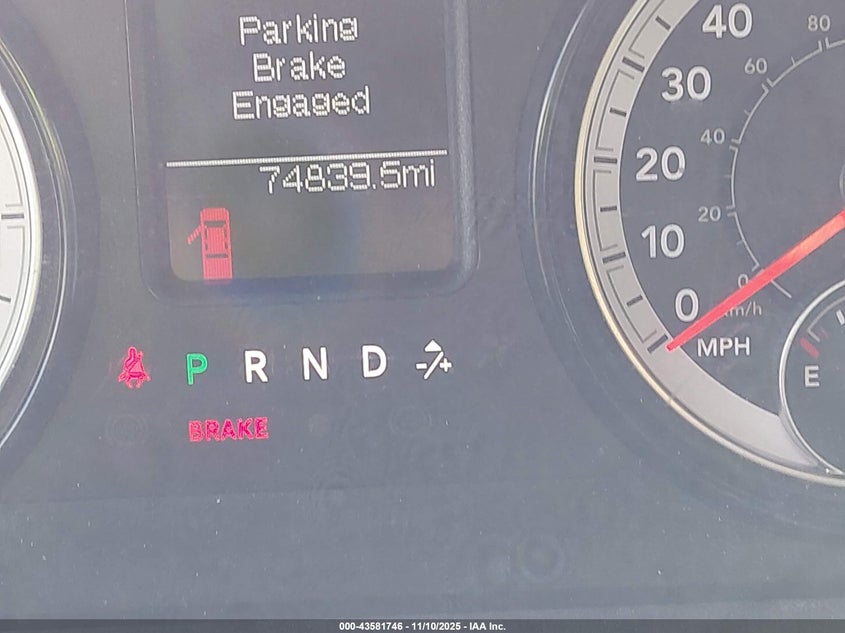 Parking
Brake
Engaged
74839.5mi
40
30
20
10
0
MPH
80
60
40
20
0
km/h
E
P R N D -/+
BRAKE
000-43581746 - 11/10/2025 - IAA Inc.